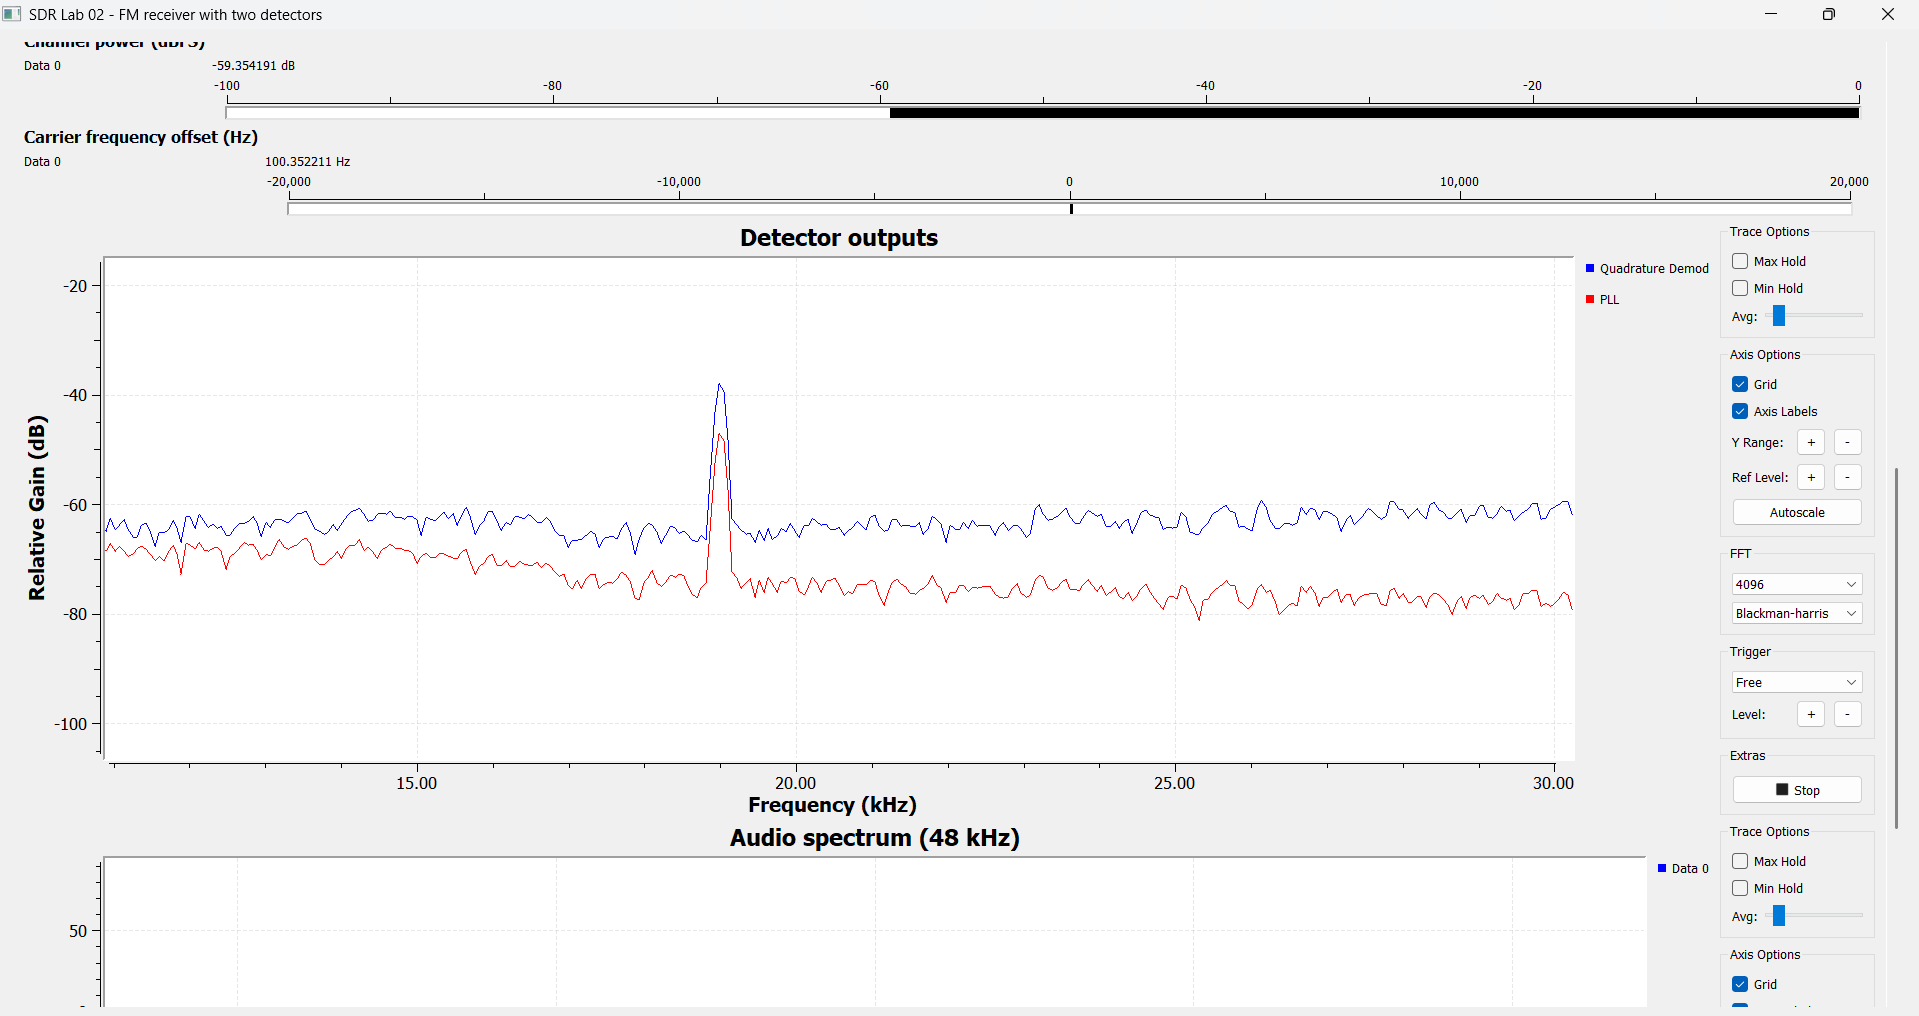 SDR Lab 02 - FM receiver with two detectors
Channel power (dBFS)
Data 0
-59.354191 dB
-100 -80 -60 -40 -20 0
Carrier frequency offset (Hz)
Data 0
100.352211 Hz
-20,000 -10,000 0 10,000 20,000
Detector outputs
Quadrature Demod
PLL
Relative Gain (dB)
-20
-40
-60
-80
-100
15.00 20.00 25.00 30.00
Frequency (kHz)
Trace Options
Max Hold
Min Hold
Avg:
Axis Options
Grid
Axis Labels
Y Range: + -
Ref Level: + -
Autoscale
FFT
4096
Blackman-harris
Trigger
Free
Level: + -
Extras
Stop
Audio spectrum (48 kHz)
50
Data 0
Trace Options
Max Hold
Min Hold
Avg:
Axis Options
Grid